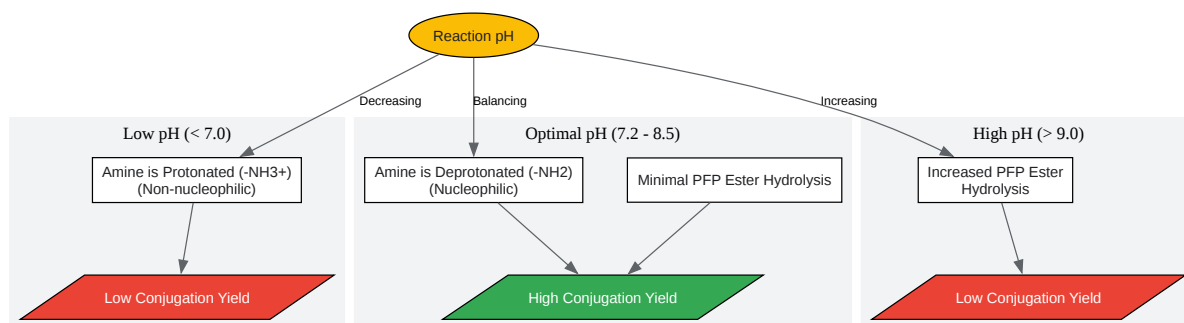 Reaction pH
Decreasing
Balancing
Increasing
Low pH (< 7.0)
Optimal pH (7.2 - 8.5)
High pH (> 9.0)
Amine is Protonated (-NH3+)
(Non-nucleophilic)
Amine is Deprotonated (-NH2)
(Nucleophilic)
Minimal PFP Ester Hydrolysis
Increased PFP Ester
Hydrolysis
Low Conjugation Yield
High Conjugation Yield
Low Conjugation Yield